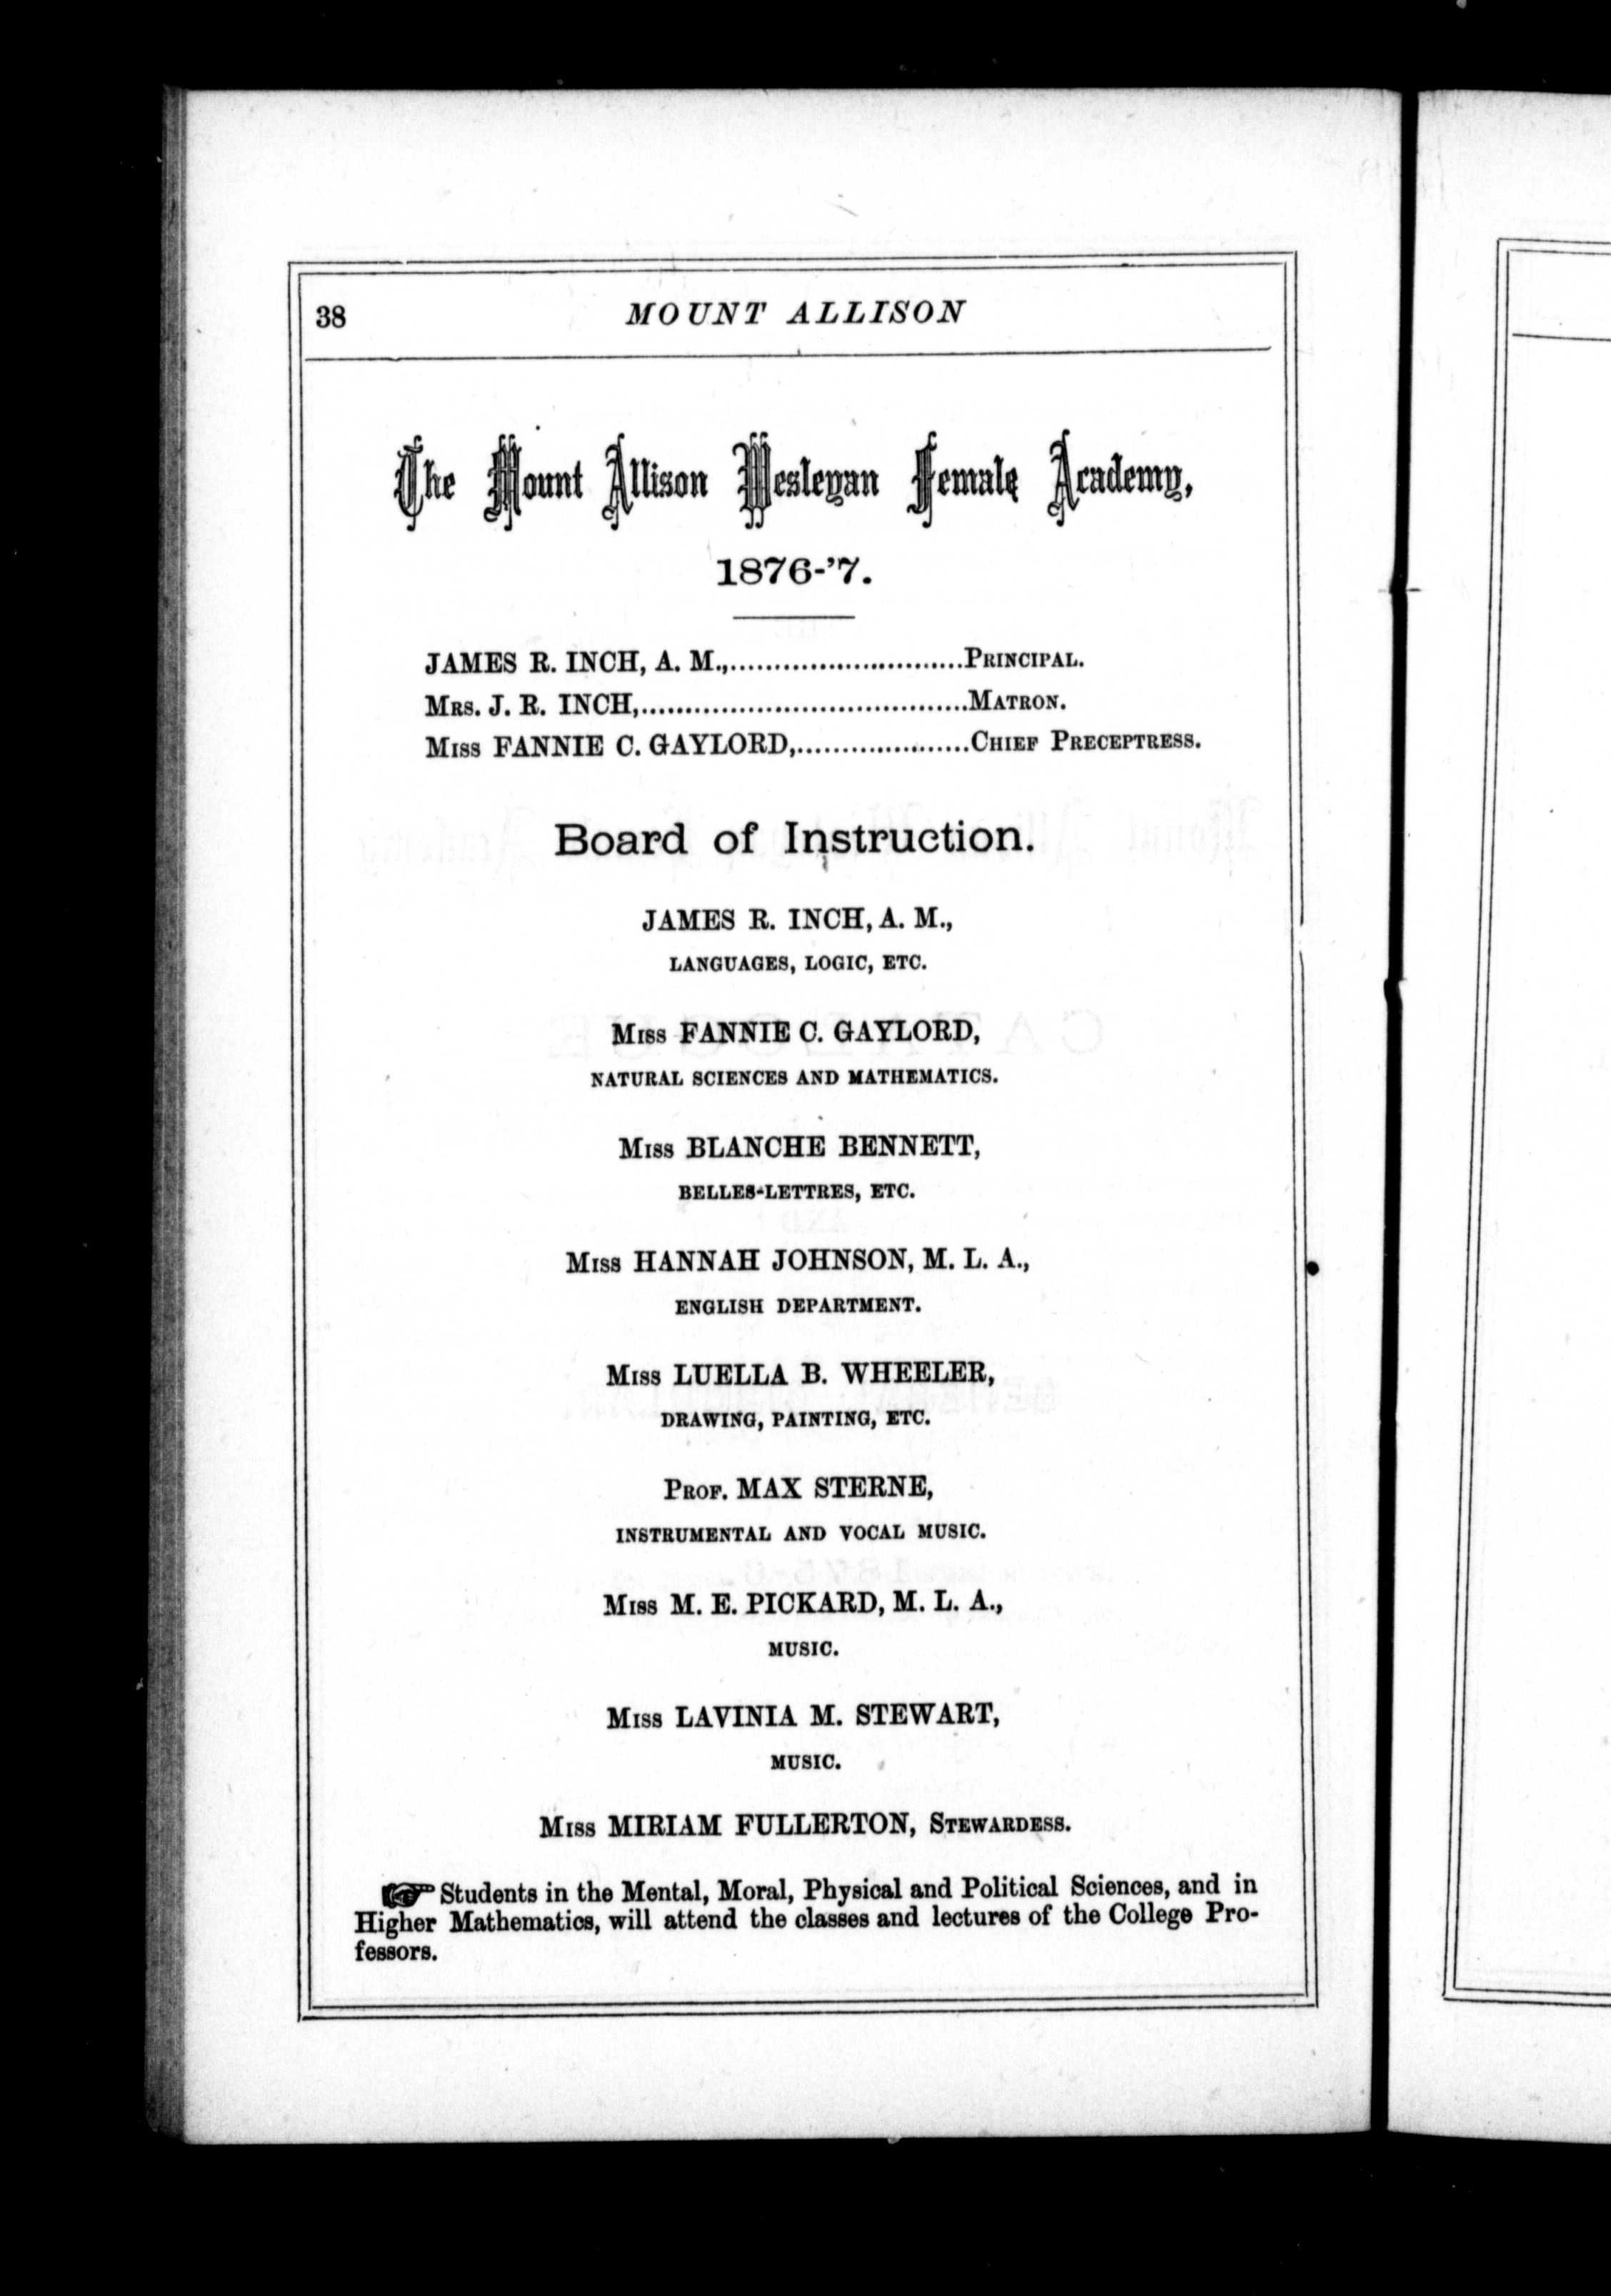 38
MOUNT ALLISON
The Mount Allison Wesleyan Female Academy,
1876-'7.
JAMES R. INCH, A. M.,...........................PRINCIPAL.
MRS. J. R. INCH,.....................................MATRON.
MISS FANNIE C. GAYLORD,....................CHIEF PRECEPTRESS.
Board of Instruction.
JAMES R. INCH, A. M.,
LANGUAGES, LOGIC, ETC.
MISS FANNIE C. GAYLORD,
NATURAL SCIENCES AND MATHEMATICS.
MISS BLANCHE BENNETT,
BELLES-LETTRES, ETC.
MISS HANNAH JOHNSON, M. L. A.,
ENGLISH DEPARTMENT.
MISS LUELLA B. WHEELER,
DRAWING, PAINTING, ETC.
PROF. MAX STERNE,
INSTRUMENTAL AND VOCAL MUSIC.
MISS M. E. PICKARD, M. L. A.,
MUSIC.
MISS LAVINIA M. STEWART,
MUSIC.
MISS MIRIAM FULLERTON, STEWARDESS.
☞ Students in the Mental, Moral, Physical and Political Sciences, and in
Higher Mathematics, will attend the classes and lectures of the College Pro-
fessors.